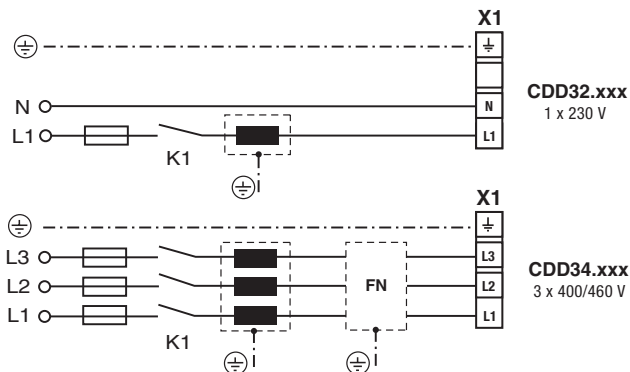 X1
N
L1
K1
N
L1
CDD32.xxx
1 x 230 V
X1
L3
L2
L1
K1
FN
L3
L2
L1
CDD34.xxx
3 x 400/460 V